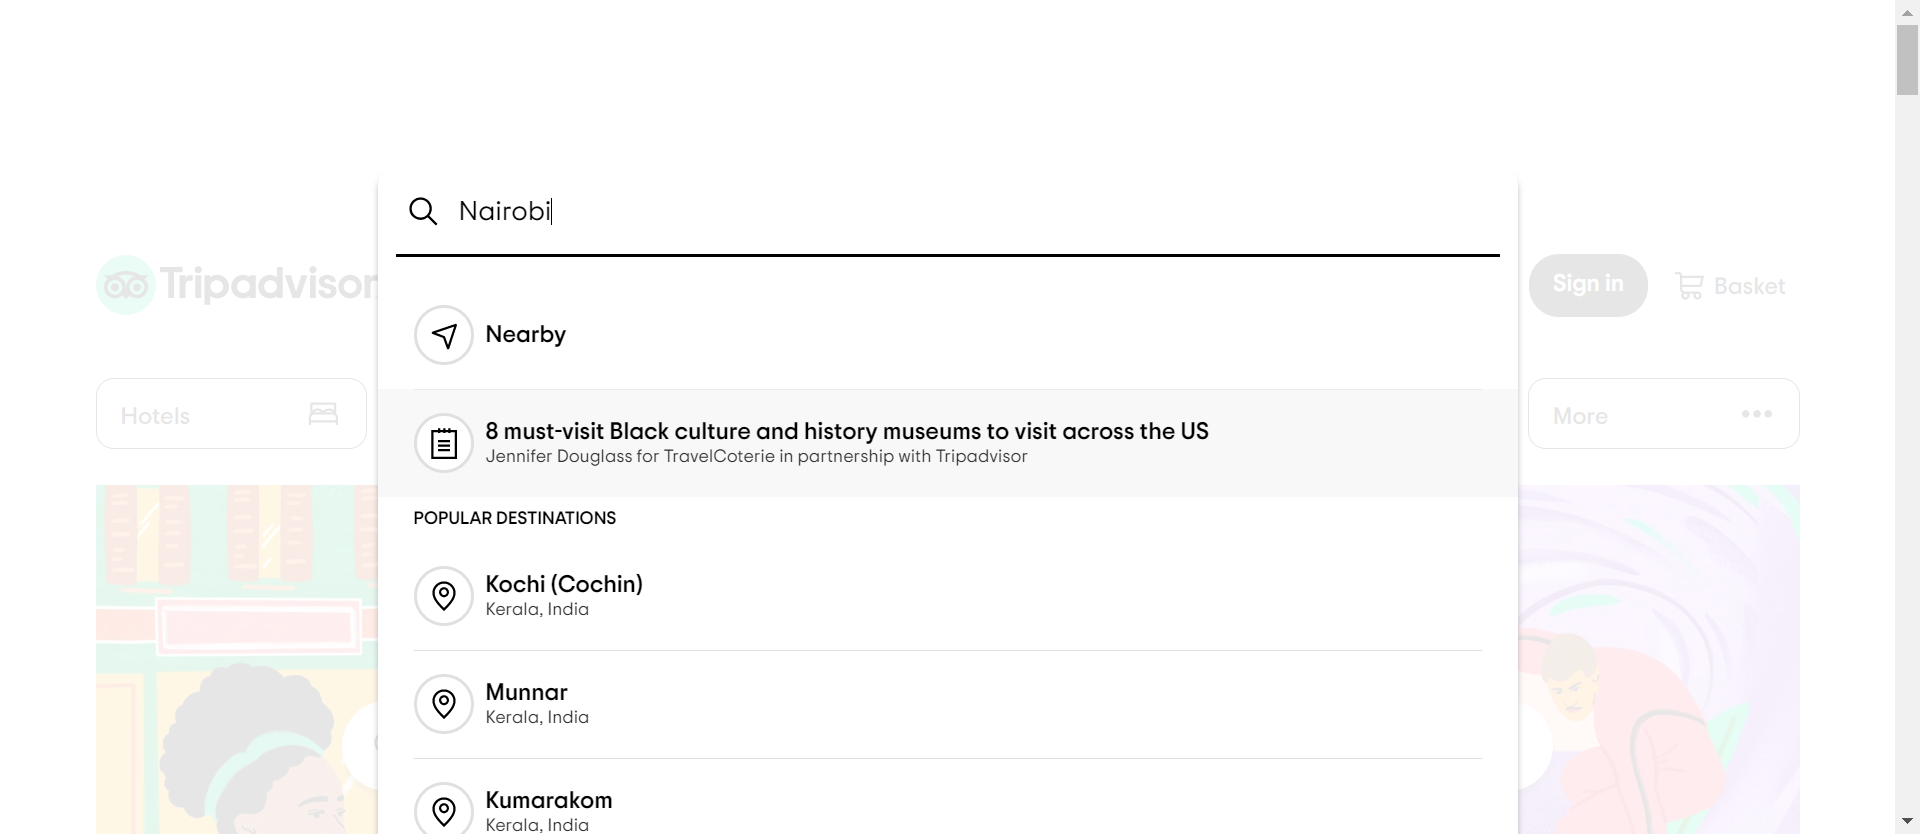 Nairobi
Tripadvisor
Sign in
Basket
Nearby
Hotels
More
8 must-visit Black culture and history museums to visit across the US
Jennifer Douglass for TravelCoterie in partnership with Tripadvisor
POPULAR DESTINATIONS
Kochi (Cochin)
Kerala, India
Munnar
Kerala, India
Kumarakom
Kerala, India